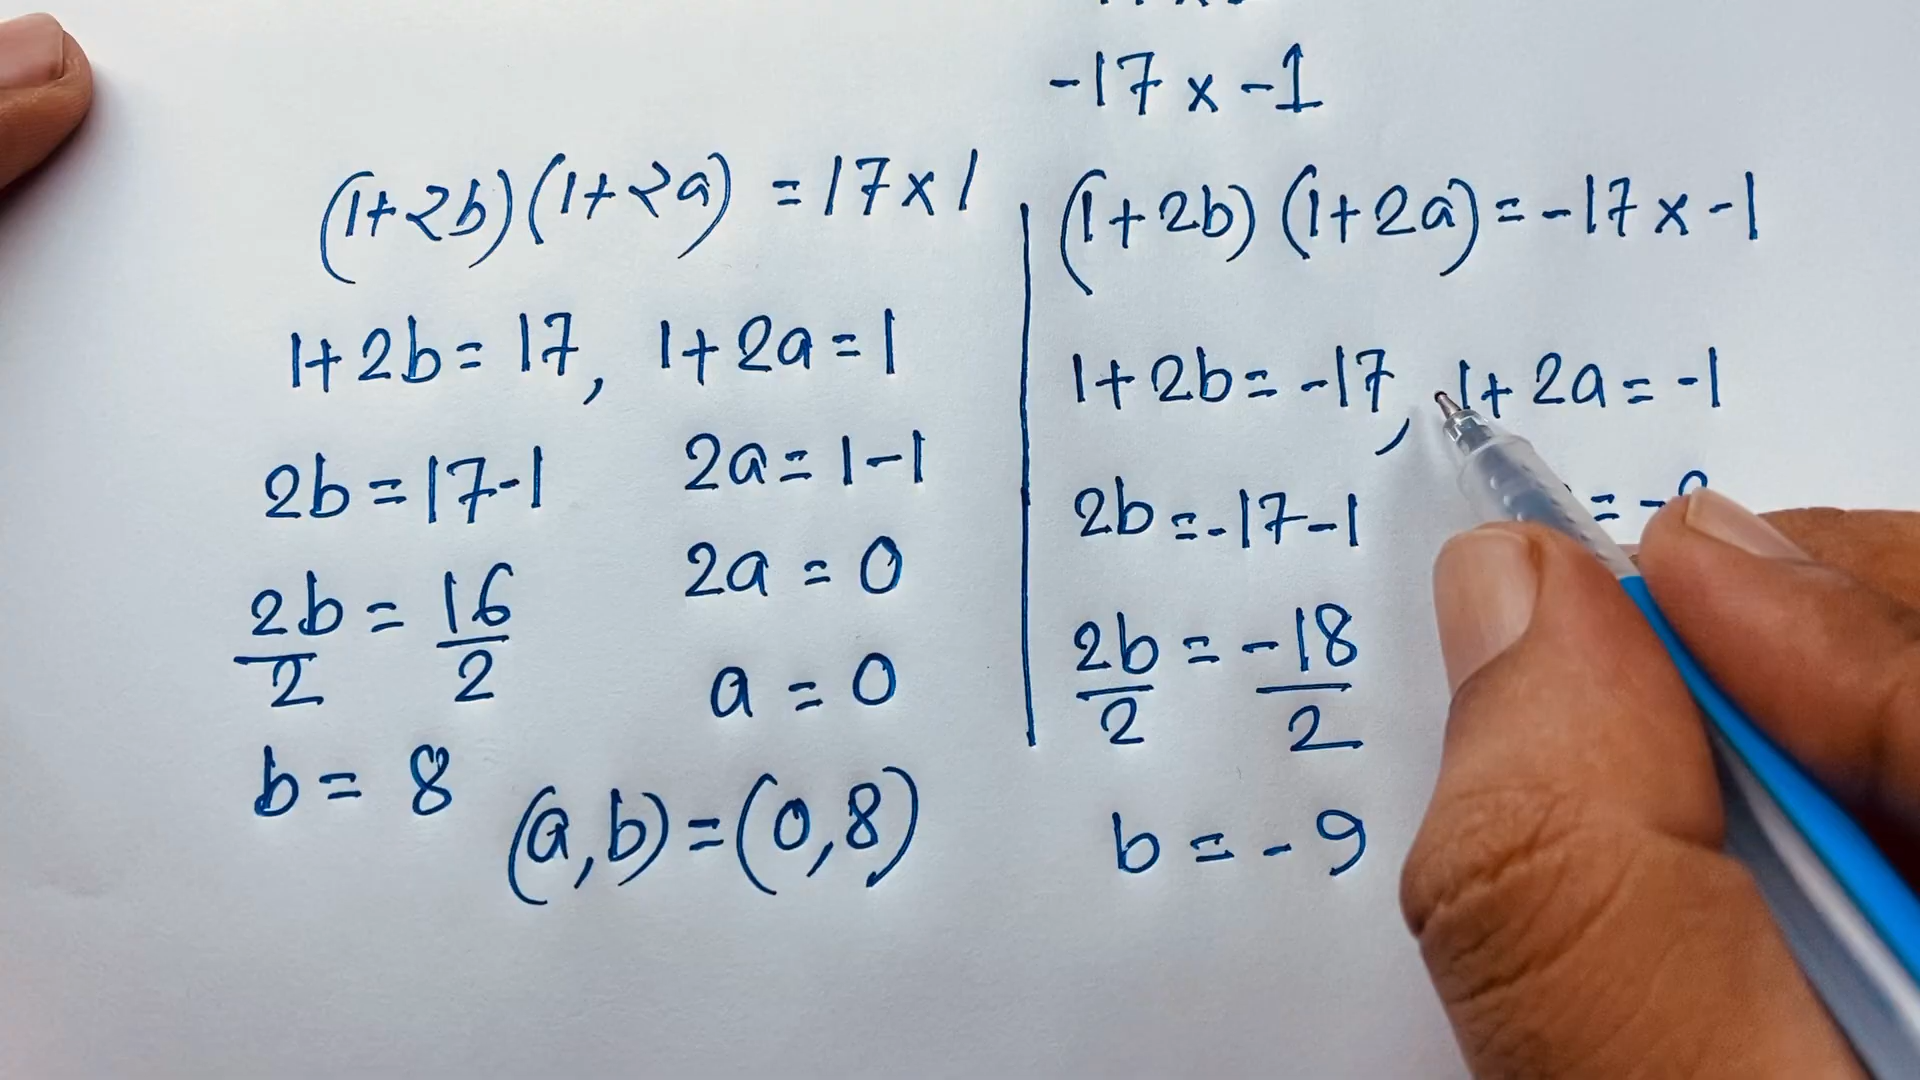 -17 x -1
(1+2b)(1+2a) = 17 x 1
1+2b = 17, 1+2a = 1
2b = 17-1
2a = 1-1
2b/2 = 16/2
2a = 0
b = 8
a = 0
(a,b) = (0,8)
(1+2b)(1+2a) = -17 x -1
1+2b = -17, 1+2a = -1
2b = -17-1
= -2
2b/2 = -18/2
b = -9